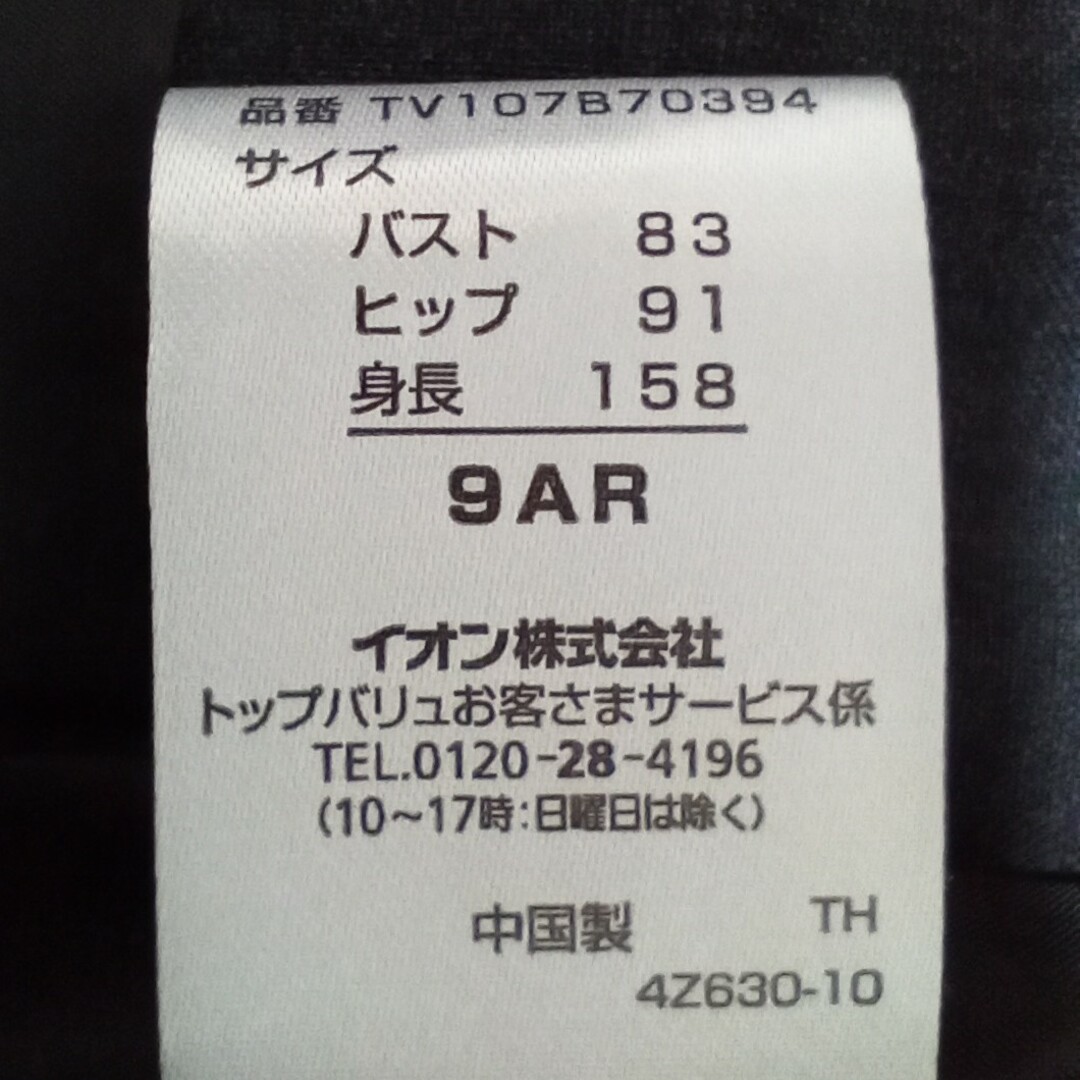 品番 TV107B70394
サイズ
バスト 83
ヒップ 91
身長 158
9AR
イオン株式会社
トップバリュお客さまサービス係
TEL.0120-28-4196
(10～17時:日曜日は除く)
中国製 TH
4Z630-10